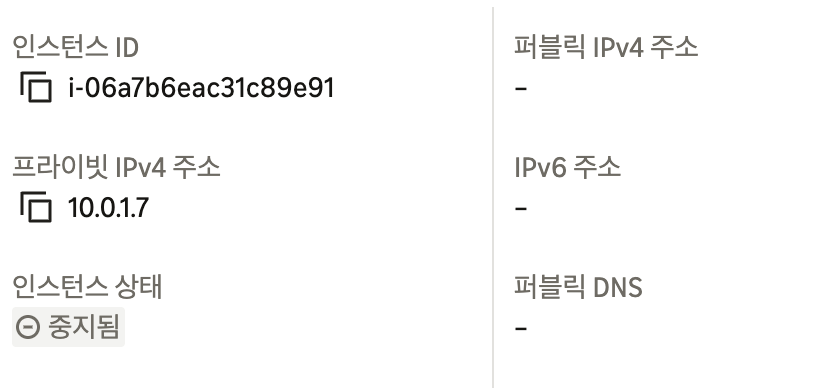 인스턴스 ID
i-06a7b6eac31c89e91
프라이빗 IPv4 주소
10.0.1.7
인스턴스 상태
중지됨
퍼블릭 IPv4 주소
–
IPv6 주소
–
퍼블릭 DNS
–